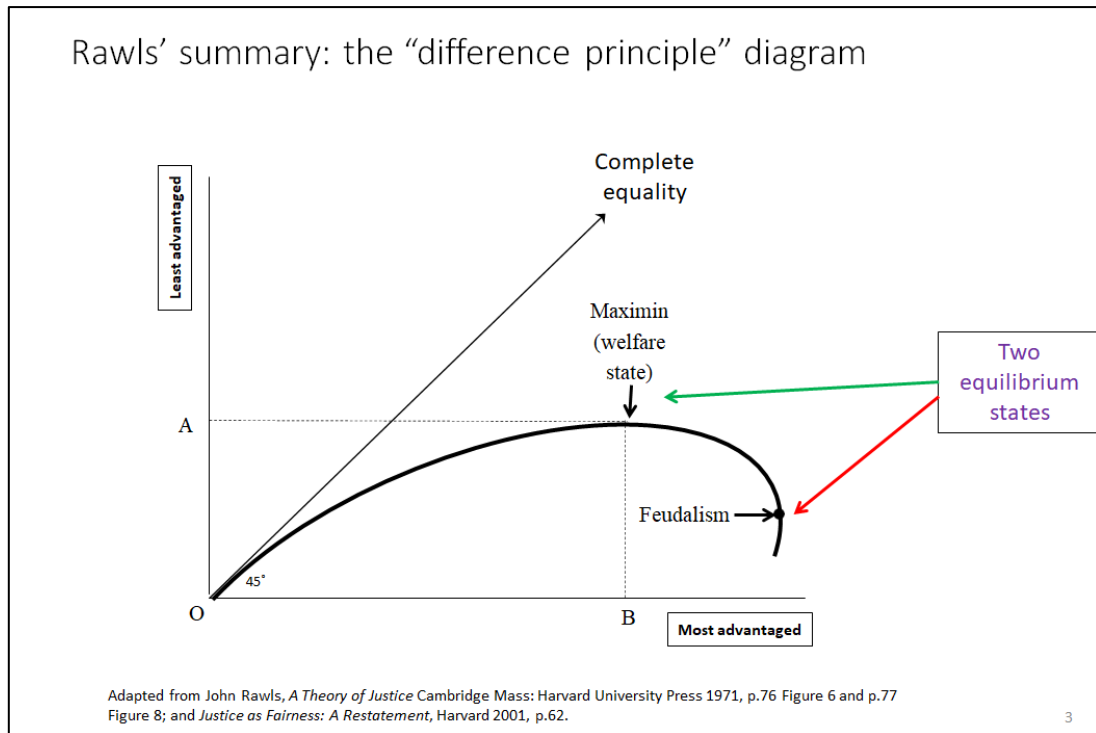 Rawls’ summary: the “difference principle” diagram
Least advantaged
Complete
equality
Maximin
(welfare
state)
Two
equilibrium
states
A
Feudalism
45˚
O
B
Most advantaged
Adapted from John Rawls, A Theory of Justice Cambridge Mass: Harvard University Press 1971, p.76 Figure 6 and p.77
Figure 8; and Justice as Fairness: A Restatement, Harvard 2001, p.62.
3